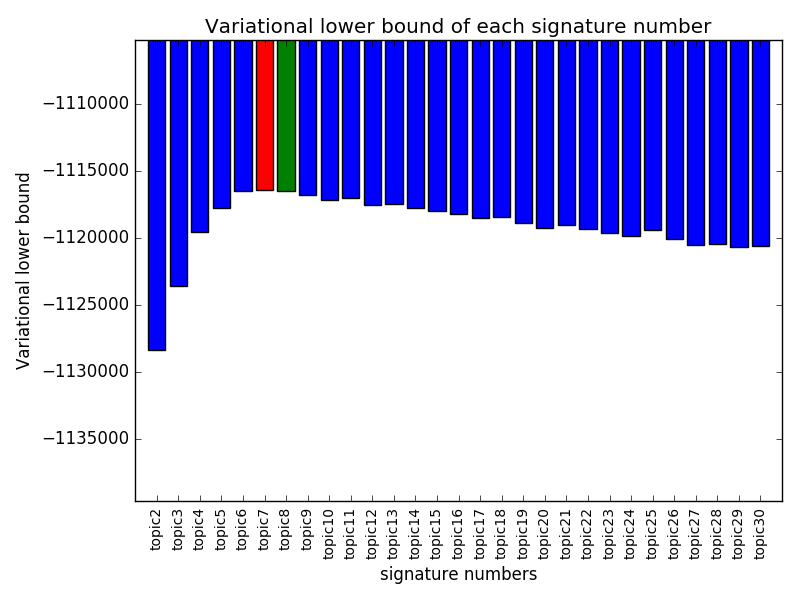 Variational lower bound of each signature number
Variational lower bound
−1110000
−1115000
−1120000
−1125000
−1130000
−1135000
topic2
topic3
topic4
topic5
topic6
topic7
topic8
topic9
topic10
topic11
topic12
topic13
topic14
topic15
topic16
topic17
topic18
topic19
topic20
topic21
topic22
topic23
topic24
topic25
topic26
topic27
topic28
topic29
topic30
signature numbers